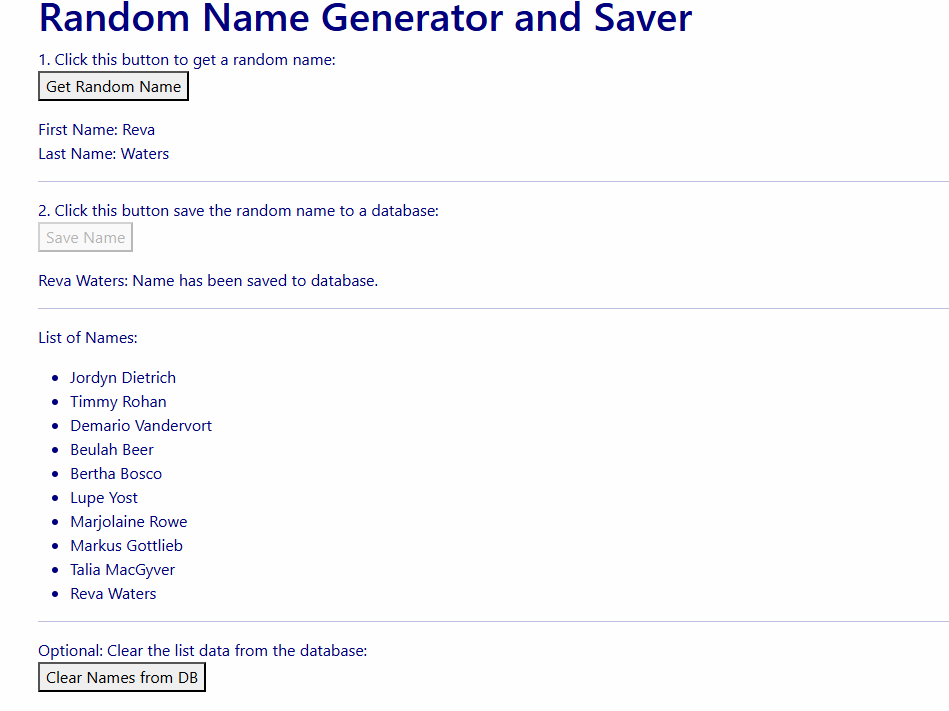 Random Name Generator and Saver
1. Click this button to get a random name:
Get Random Name
First Name: Reva
Last Name: Waters
2. Click this button save the random name to a database:
Save Name
Reva Waters: Name has been saved to database.
List of Names:
• Jordyn Dietrich
• Timmy Rohan
• Demario Vandervort
• Beulah Beer
• Bertha Bosco
• Lupe Yost
• Marjolaine Rowe
• Markus Gottlieb
• Talia MacGyver
• Reva Waters
Optional: Clear the list data from the database:
Clear Names from DB